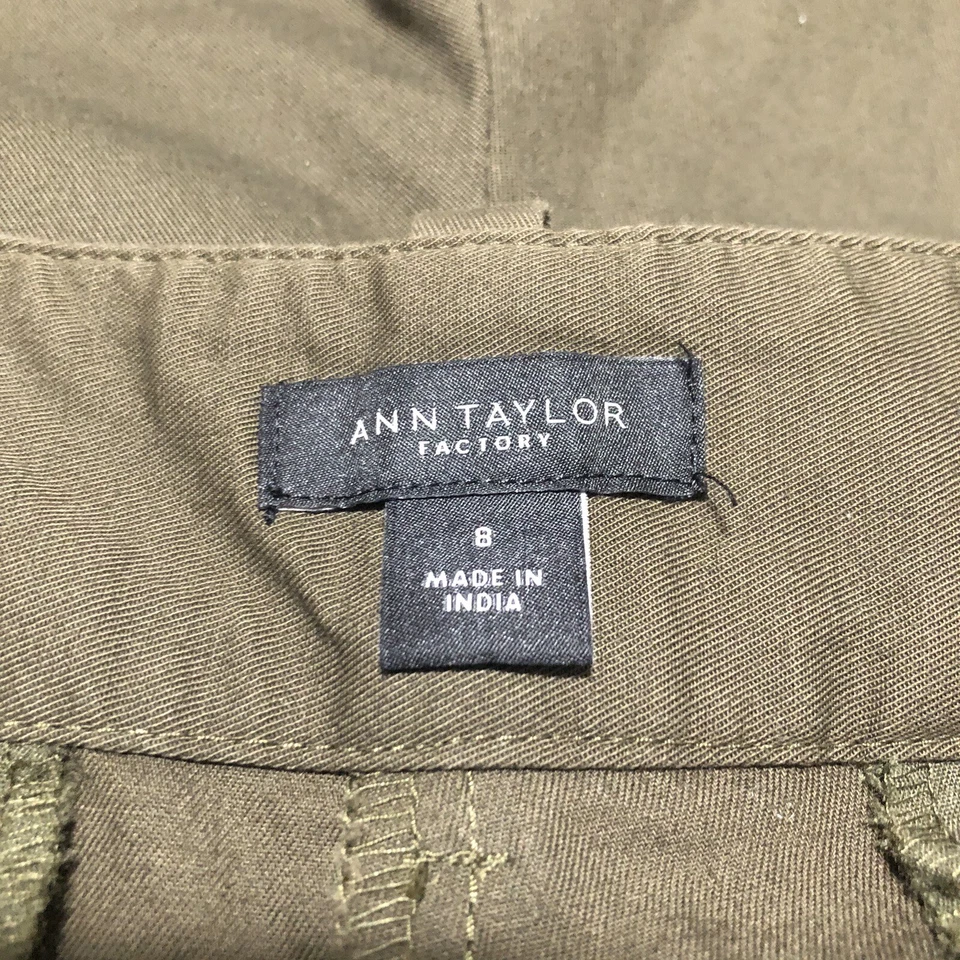 ANN TAYLOR
FACTORY
8
MADE IN
INDIA